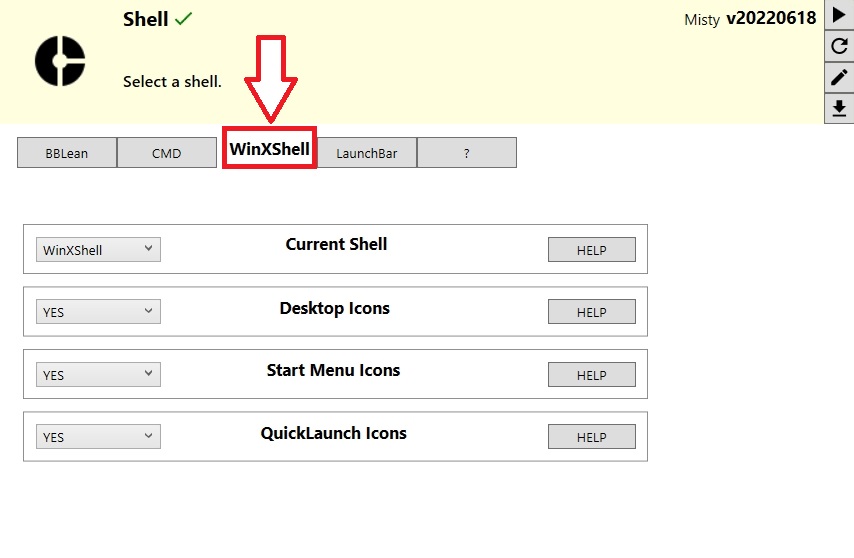 Shell
Misty v20220618
Select a shell.
BBLean CMD WinXShell LaunchBar ?
WinXShell Current Shell HELP
YES Desktop Icons HELP
YES Start Menu Icons HELP
YES QuickLaunch Icons HELP